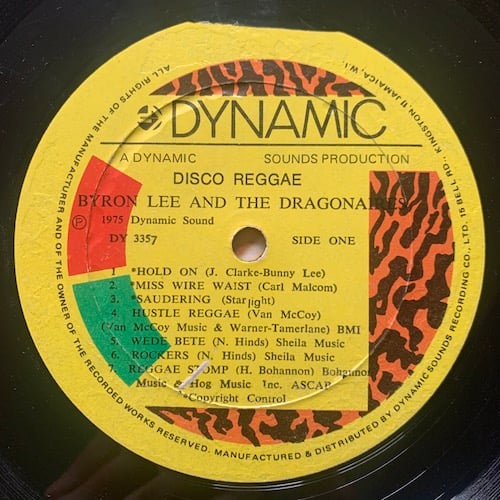 DYNAMIC
A DYNAMIC SOUNDS PRODUCTION
DISCO REGGAE
BYRON LEE AND THE DRAGONAIRES
℗ 1975 Dynamic Sound
DY 3357 SIDE ONE
1 *HOLD ON (J. Clarke-Bunny Lee)
2. *MISS WIRE WAIST (Carl Malcom)
3. *SAUDERING (Starlight)
4 HUSTLE REGGAE (Van McCoy)
(Van McCoy Music & Warner-Tamerlane) BMI
5. WEDE BETE (N. Hinds) Sheila Music
6. ROCKERS (N. Hinds) Sheila Music
7. REGGAE STOMP (H. Bohannon) Bohannon
Music & Hog Music Inc. ASCAP
*Copyright Control
ALL RIGHTS OF THE MANUFACTURER AND OF THE OWNER OF THE RECORDED WORKS RESERVED. MANUFACTURED & DISTRIBUTED BY DYNAMIC SOUNDS RECORDING CO., LTD. 15 BELL RD., KINGSTON 11 JAMAICA, W.I.